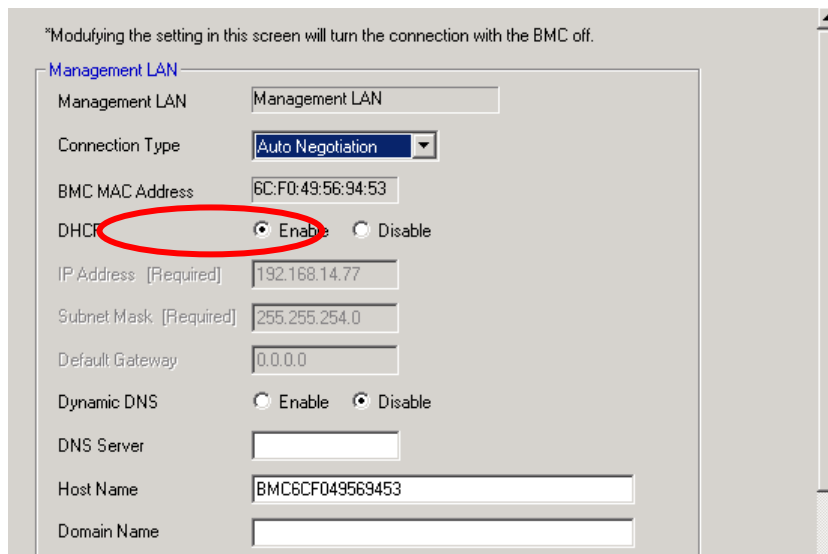 *Modufying the setting in this screen will turn the connection with the BMC off.
Management LAN
Management LAN Management LAN
Connection Type Auto Negotiation
BMC MAC Address 6C:F0:49:56:94:53
DHCP Enable Disable
IP Address [Required] 192.168.14.77
Subnet Mask [Required] 255.255.254.0
Default Gateway 0.0.0.0
Dynamic DNS Enable Disable
DNS Server
Host Name BMC6CF049569453
Domain Name